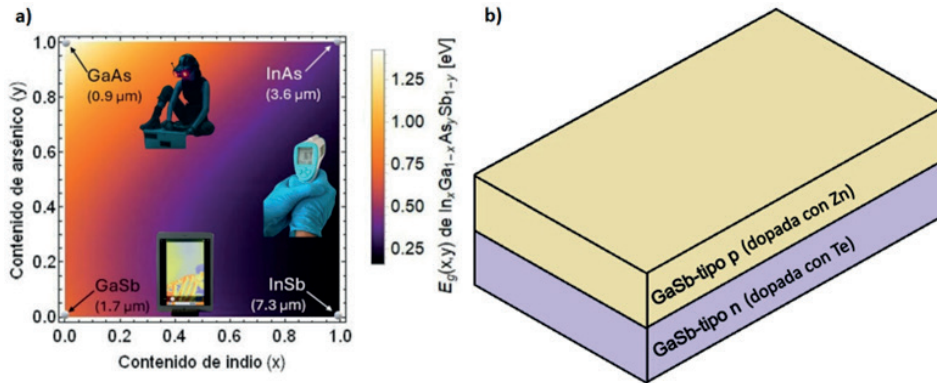 a)
b)
1.0
0.8
0.6
0.4
0.2
0.0
Contenido de arsénico (y)
GaAs
(0.9 µm)
InAs
(3.6 µm)
GaSb
(1.7 µm)
InSb
(7.3 µm)
0.0 0.2 0.4 0.6 0.8 1.0
Contenido de indio (x)
1.25
1.00
0.75
0.50
0.25
Eg(x,y) de InxGa1-xAsySb1-y [eV]
GaSb-tipo p (dopada con Zn)
GaSb-tipo n (dopada con Te)